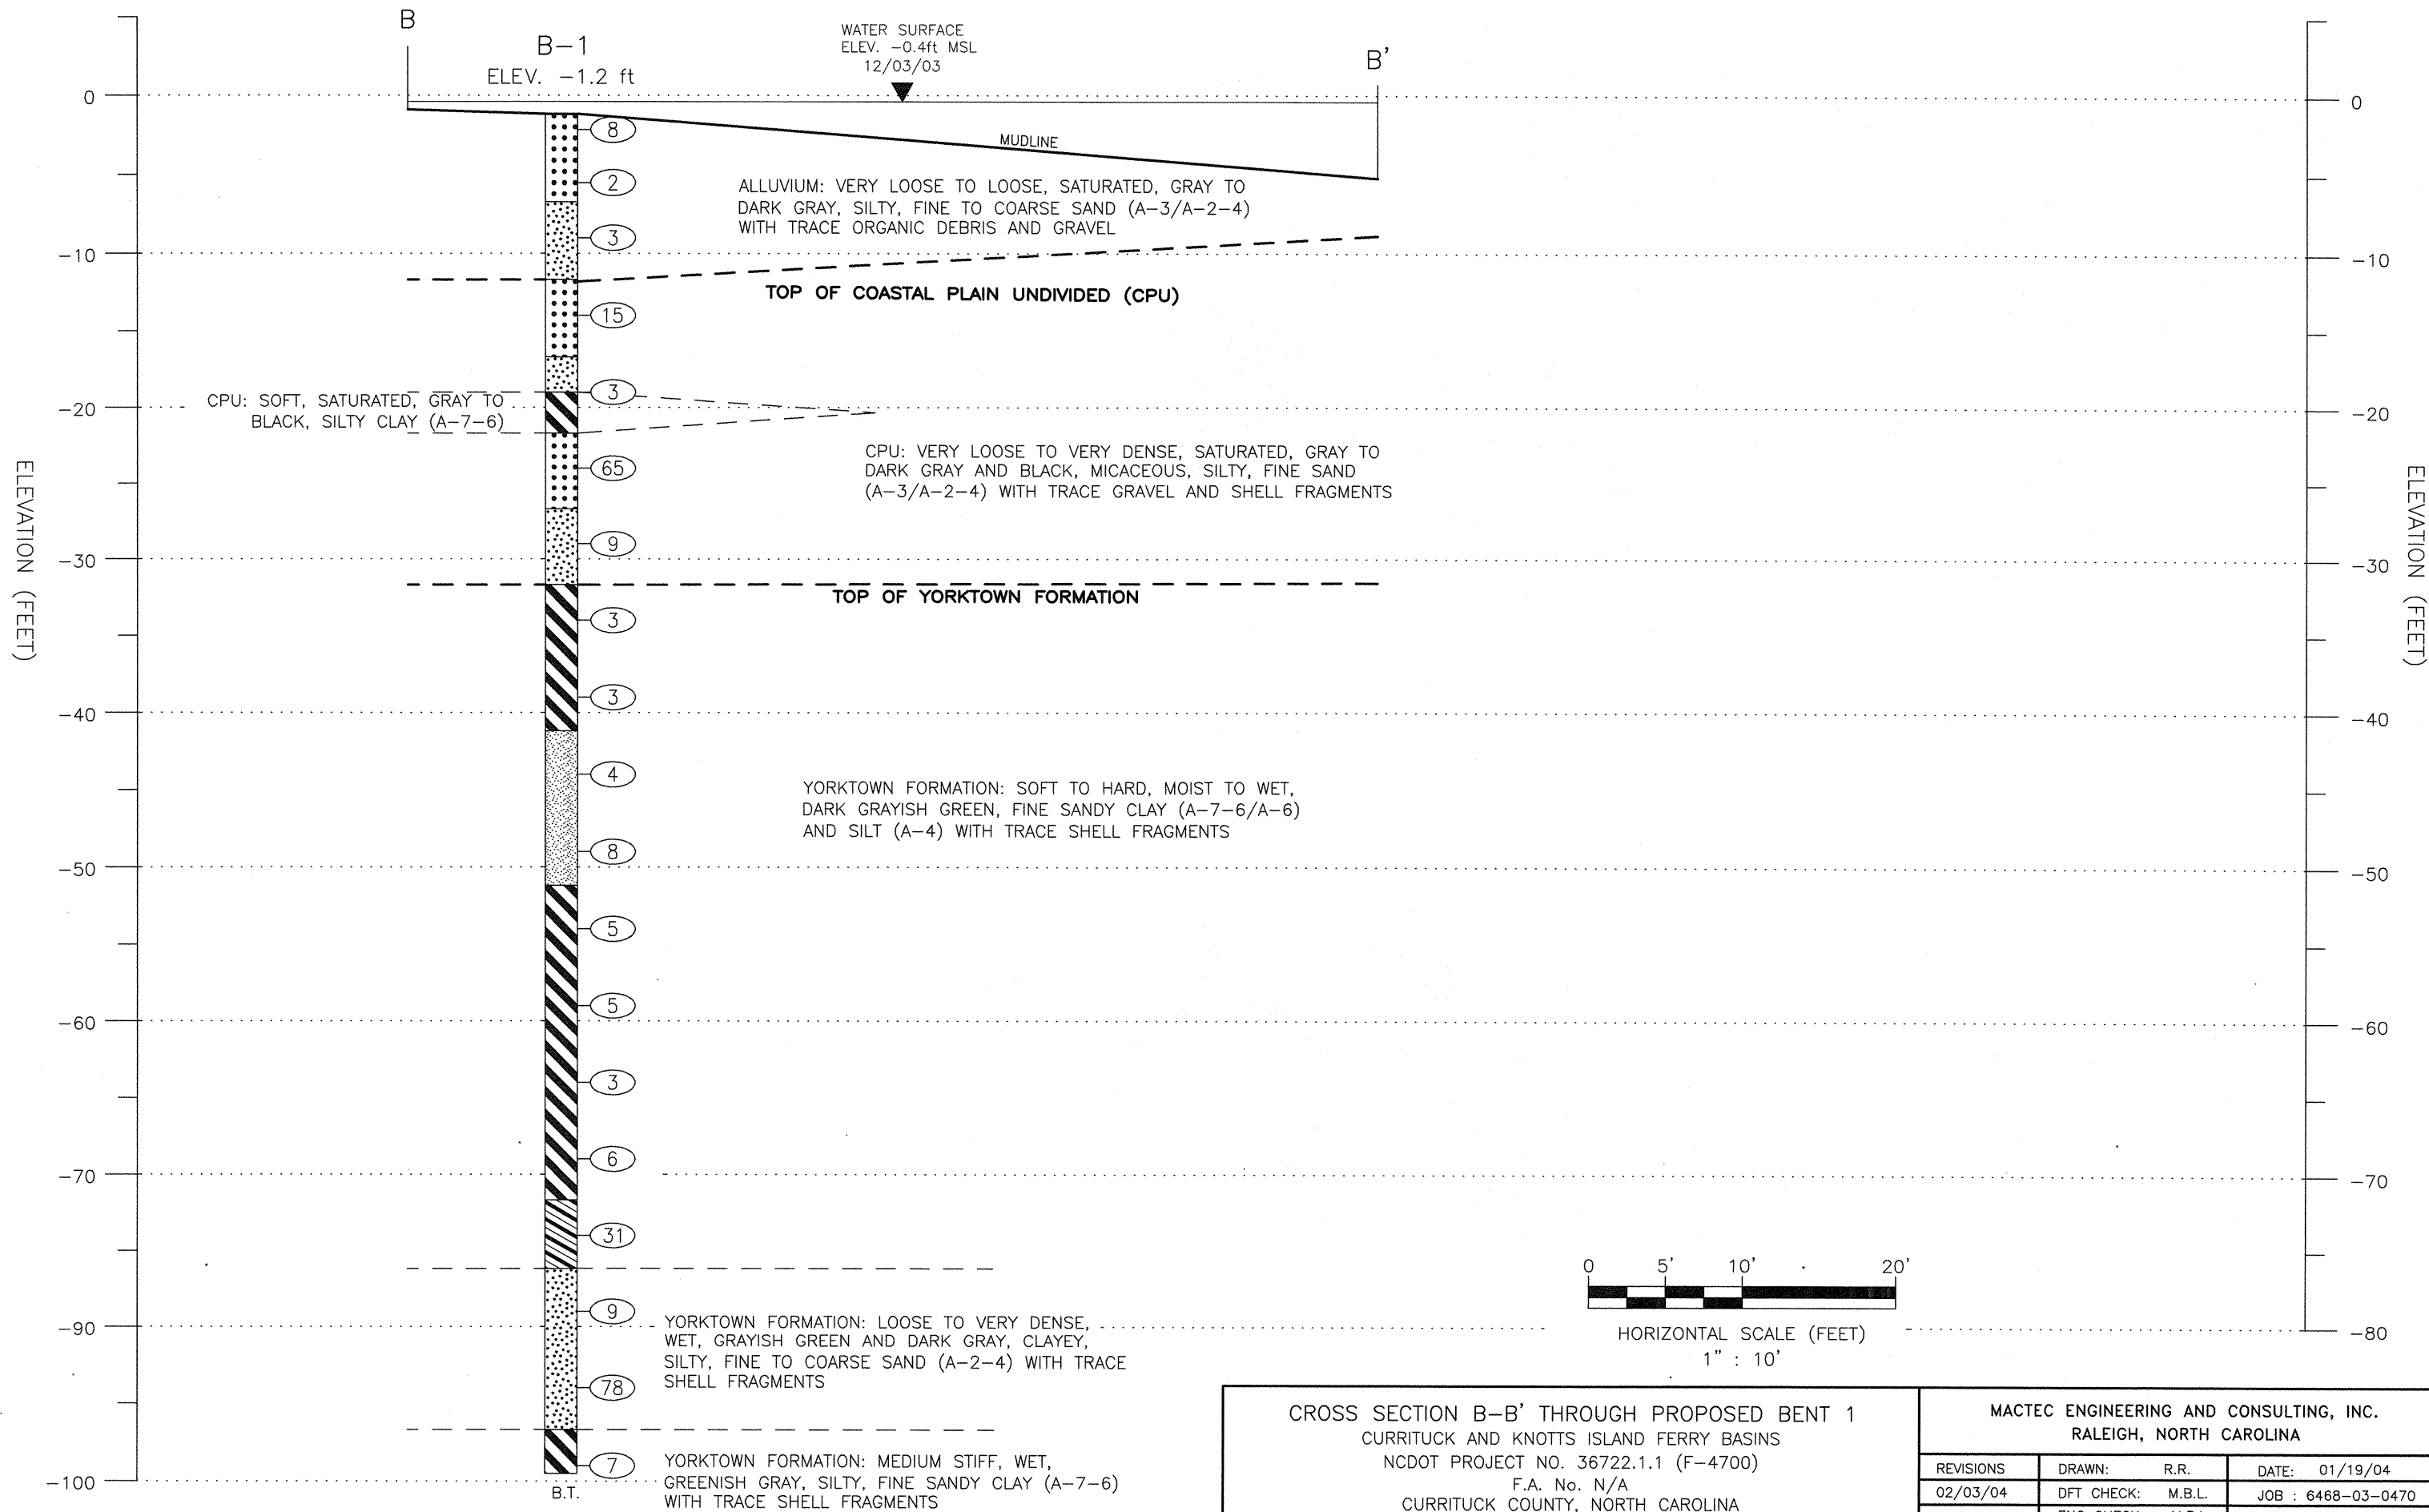 B
B-1
ELEV. -1.2 ft
WATER SURFACE
ELEV. -0.4ft MSL
12/03/03
B'
0
-10
-20
-30
-40
-50
-60
-70
-90
-100
ELEVATION (FEET)
8
2
3
15
3
65
9
3
3
4
8
5
5
3
6
31
9
78
7
B.T.
MUDLINE
ALLUVIUM: VERY LOOSE TO LOOSE, SATURATED, GRAY TO
DARK GRAY, SILTY, FINE TO COARSE SAND (A-3/A-2-4)
WITH TRACE ORGANIC DEBRIS AND GRAVEL
TOP OF COASTAL PLAIN UNDIVIDED (CPU)
CPU: SOFT, SATURATED, GRAY TO
BLACK, SILTY CLAY (A-7-6)
CPU: VERY LOOSE TO VERY DENSE, SATURATED, GRAY TO
DARK GRAY AND BLACK, MICACEOUS, SILTY, FINE SAND
(A-3/A-2-4) WITH TRACE GRAVEL AND SHELL FRAGMENTS
TOP OF YORKTOWN FORMATION
YORKTOWN FORMATION: SOFT TO HARD, MOIST TO WET,
DARK GRAYISH GREEN, FINE SANDY CLAY (A-7-6/A-6)
AND SILT (A-4) WITH TRACE SHELL FRAGMENTS
YORKTOWN FORMATION: LOOSE TO VERY DENSE,
WET, GRAYISH GREEN AND DARK GRAY, CLAYEY,
SILTY, FINE TO COARSE SAND (A-2-4) WITH TRACE
SHELL FRAGMENTS
YORKTOWN FORMATION: MEDIUM STIFF, WET,
GREENISH GRAY, SILTY, FINE SANDY CLAY (A-7-6)
WITH TRACE SHELL FRAGMENTS
0
-10
-20
-30
-40
-50
-60
-70
-80
ELEVATION (FEET)
0 5' 10' 20'
HORIZONTAL SCALE (FEET)
1" : 10'
CROSS SECTION B-B' THROUGH PROPOSED BENT 1
CURRITUCK AND KNOTTS ISLAND FERRY BASINS
NCDOT PROJECT NO. 36722.1.1 (F-4700)
F.A. No. N/A
CURRITUCK COUNTY, NORTH CAROLINA
MACTEC ENGINEERING AND CONSULTING, INC.
RALEIGH, NORTH CAROLINA
REVISIONS DRAWN: R.R. DATE: 01/19/04
02/03/04 DFT CHECK: M.B.L. JOB : 6468-03-0470